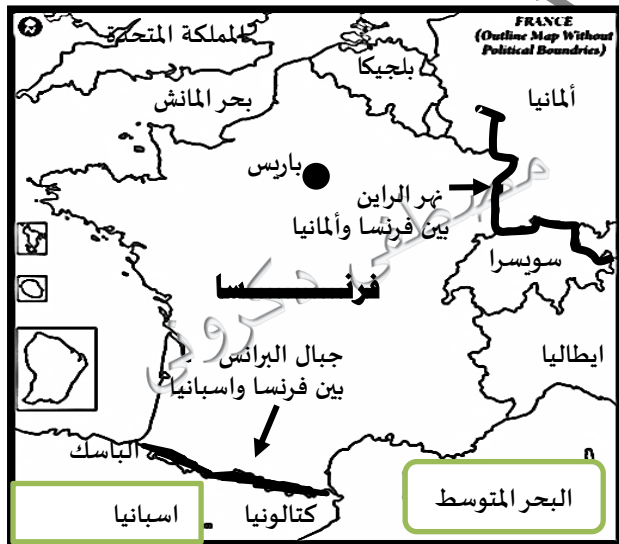 FRANCE
(Outline Map Without
Political Boundries)
المملكة المتحدة
بلجيكا
ألمانيا
بحر المانش
باريس
نهر الراين
بين فرنسا وألمانيا
سويسرا
فرنـــــــسا
ايطاليا
جبال البرانس
بين فرنسا واسبانيا
الباسك
كتالونيا
اسبانيا
البحر المتوسط